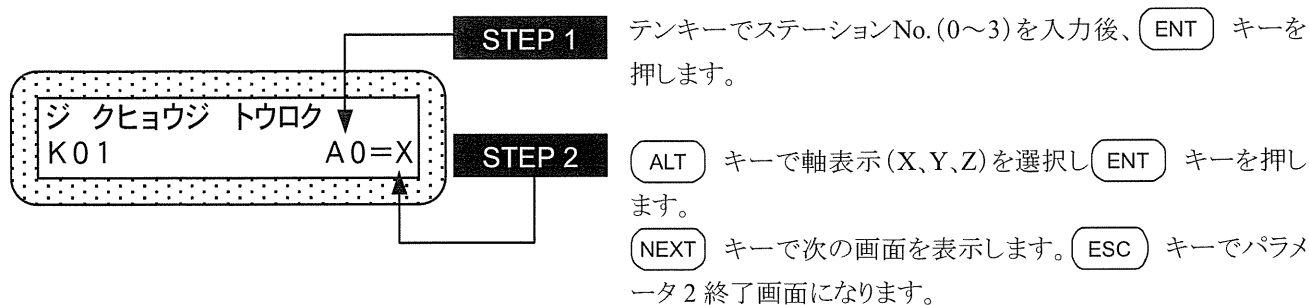 STEP 1
テンキーでステーションNo.(0～3)を入力後、ENT キーを
押します。
ジ クヒョウジ トウロク
K01 A0=X
STEP 2
ALT キーで軸表示(X、Y、Z)を選択しENT キーを押し
ます。
NEXT キーで次の画面を表示します。ESC キーでパラメ
ータ2終了画面になります。